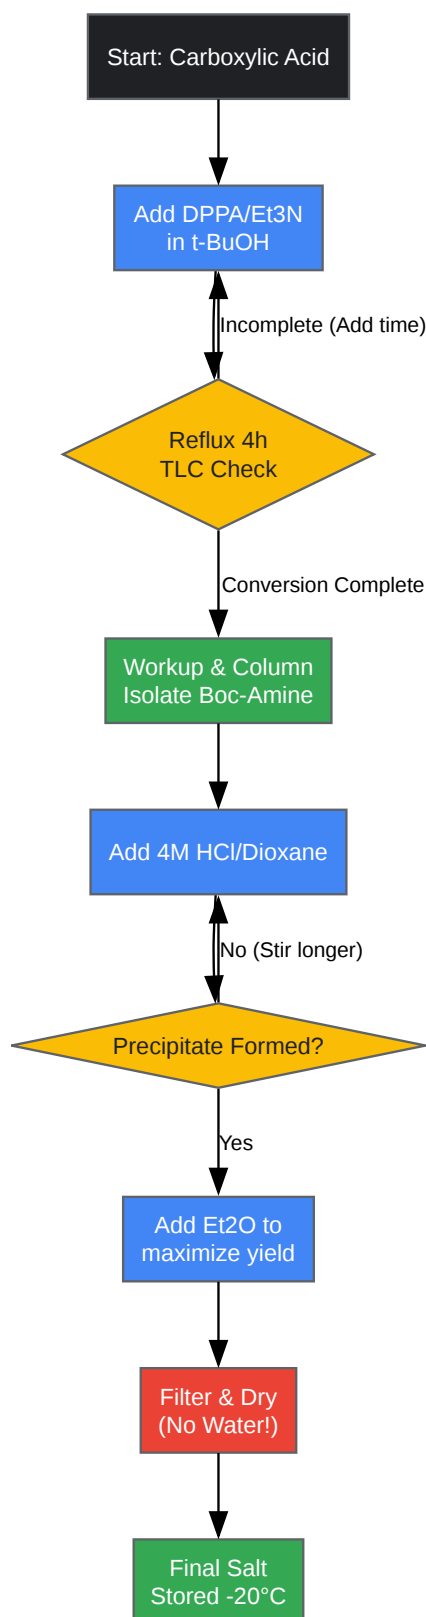 Start: Carboxylic Acid
Add DPPA/Et3N
in t-BuOH
Incomplete (Add time)
Reflux 4h
TLC Check
Conversion Complete
Workup & Column
Isolate Boc-Amine
Add 4M HCl/Dioxane
No (Stir longer)
Precipitate Formed?
Yes
Add Et2O to
maximize yield
Filter & Dry
(No Water!)
Final Salt
Stored -20°C